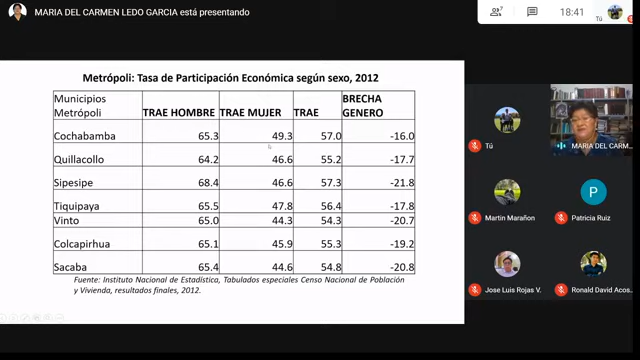 MARIA DEL CARMEN LEDO GARCIA está presentando
7
18:41
Tú
Metrópoli: Tasa de Participación Económica según sexo, 2012
Municipios Metrópoli TRAE HOMBRE TRAE MUJER TRAE BRECHA GENERO
Cochabamba 65.3 49.3 57.0 -16.0
Quillacollo 64.2 46.6 55.2 -17.7
Sipesipe 68.4 46.6 57.3 -21.8
Tiquipaya 65.5 47.8 56.4 -17.8
Vinto 65.0 44.3 54.3 -20.7
Colcapirhua 65.1 45.9 55.3 -19.2
Sacaba 65.4 44.6 54.8 -20.8
Fuente: Instituto Nacional de Estadística, Tabulados especiales Censo Nacional de Población
y Vivienda, resultados finales, 2012.
Tú
MARIA DEL CARM...
Martin Marañon
P
Patricia Ruiz
Jose Luis Rojas V.
Ronald David Acos...